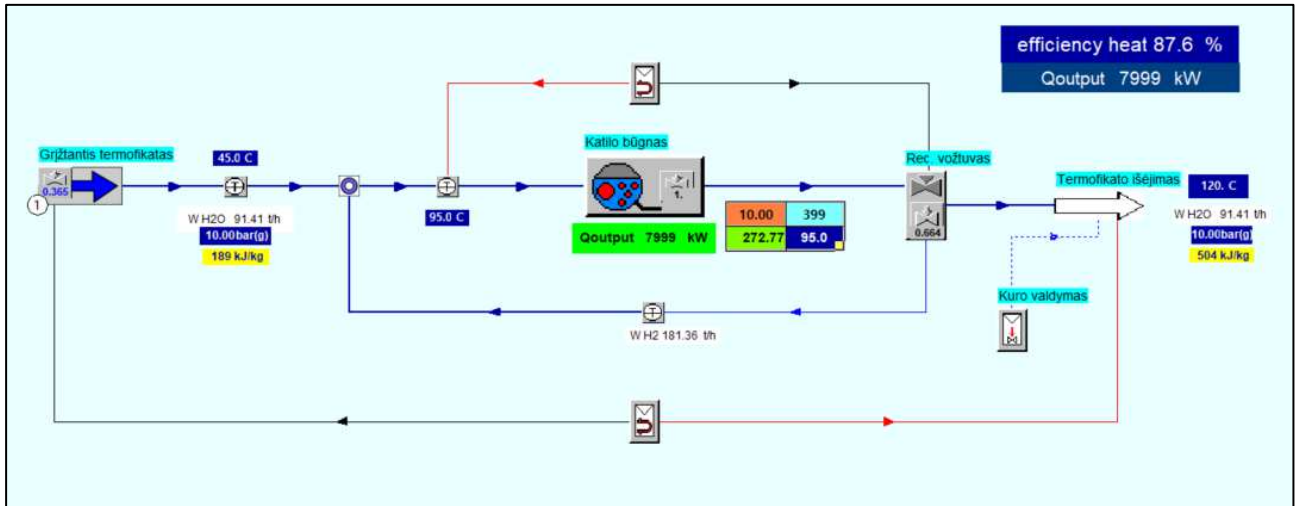 efficiency heat 87.6 %
Qoutput 7999 kW
Grįžtantis termofikatas
0.365
1
45.0 C
W H2O 91.41 t/h
10.00bar(g)
189 kJ/kg
95.0 C
Katilo būgnas
1.
Qoutput 7999 kW
10.00 399
272.77 95.0
Rec. vožtuvas
0.664
Termofikato išėjimas
120. C
W H2O 91.41 t/h
10.00bar(g)
504 kJ/kg
Kuro valdymas
W H2 181.36 t/h